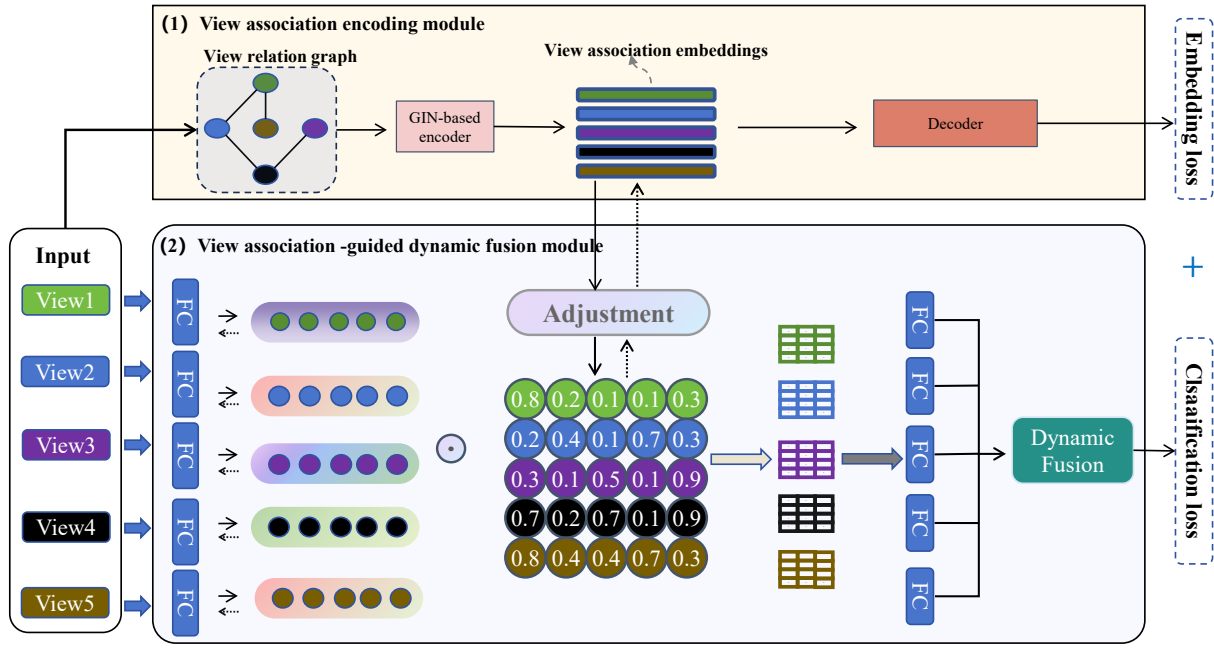 (1) View association encoding module
View relation graph
View association embeddings
GIN-based
encoder
Decoder
Embedding loss
Input
View1
View2
View3
View4
View5
(2) View association -guided dynamic fusion module
FC
FC
FC
FC
FC
Adjustment
0.8 0.2 0.1 0.1 0.3
0.2 0.4 0.1 0.7 0.3
0.3 0.1 0.5 0.1 0.9
0.7 0.2 0.7 0.1 0.9
0.8 0.4 0.4 0.7 0.3
FC
FC
FC
FC
FC
Dynamic
Fusion
+
Clsaaification loss